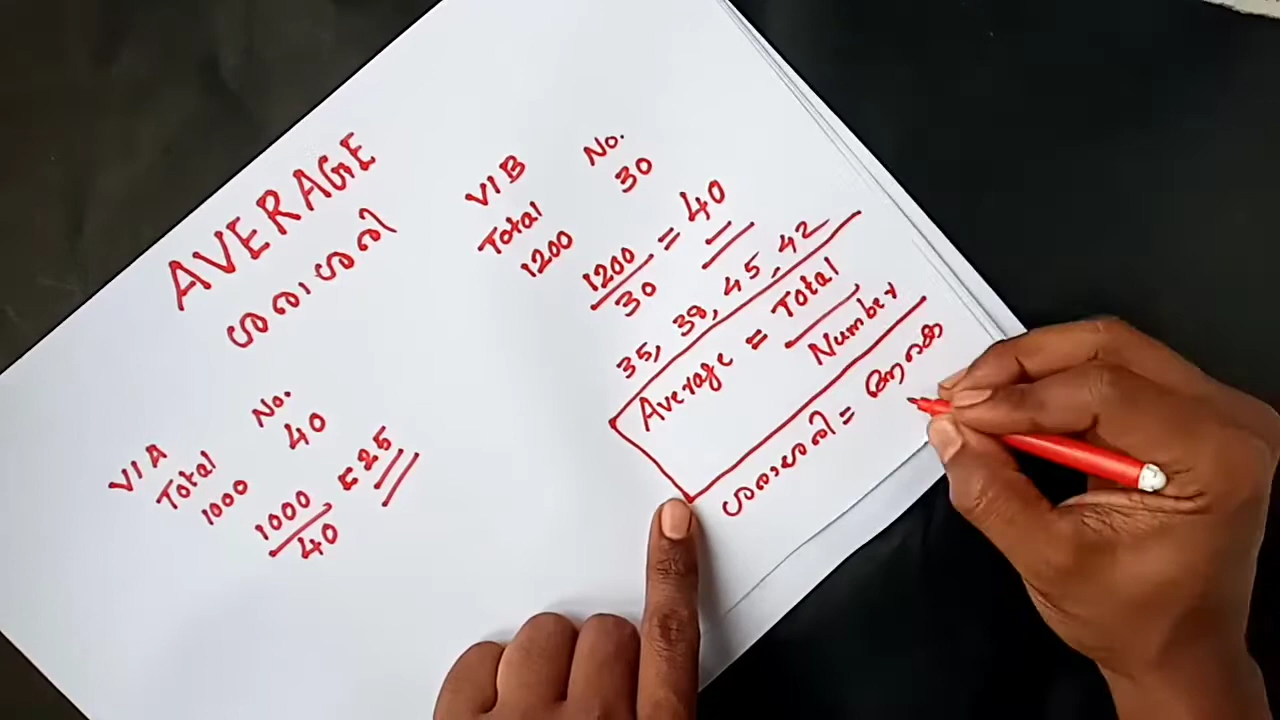 AVERAGE
ശരാശരി
VI A
Total No.
1000 40
1000/40 = 25
VI B
Total No.
1200 30
1200/30 = 40
35, 38, 45, 42
Average = Total/Number
ശരാശരി = തുക